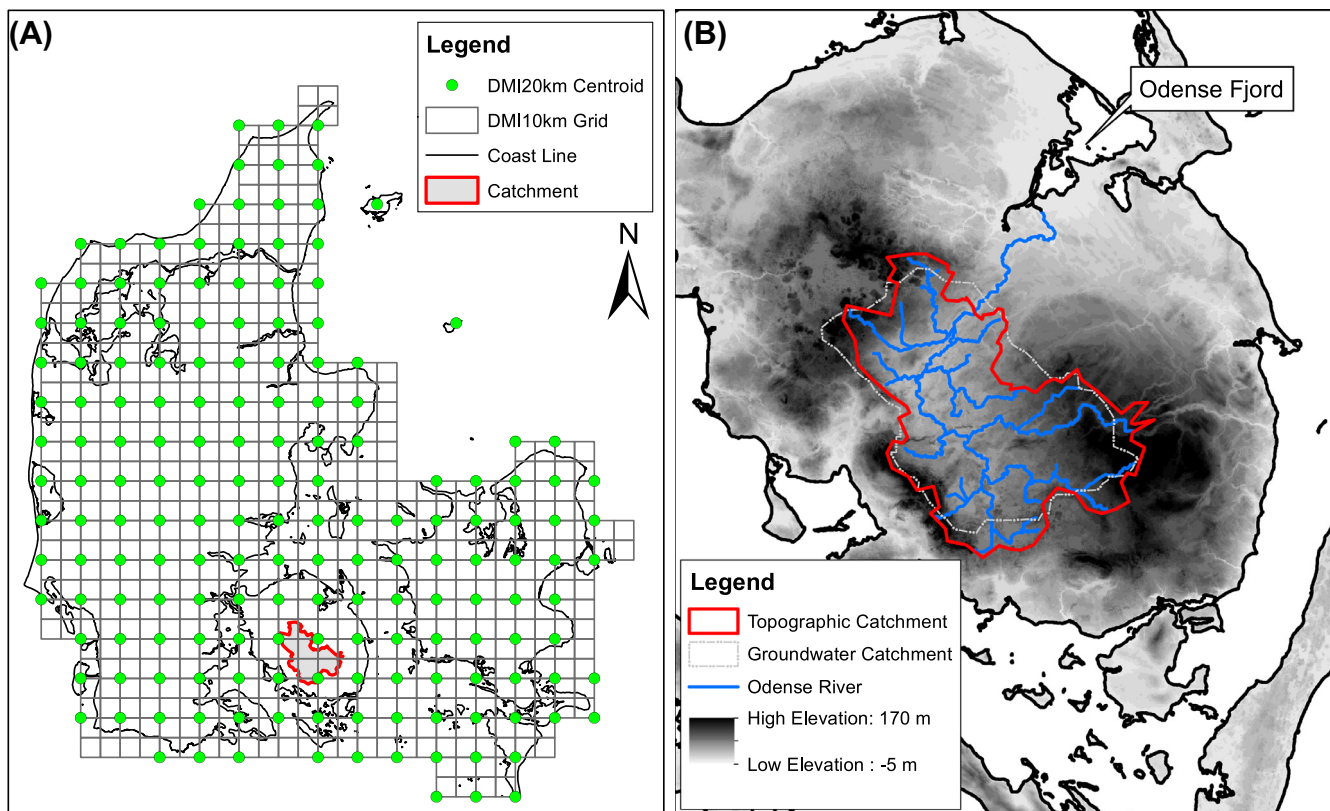 (A)
Legend
DMI20km Centroid
DMI10km Grid
Coast Line
Catchment
N
(B)
Odense Fjord
Legend
Topographic Catchment
Groundwater Catchment
Odense River
High Elevation: 170 m
Low Elevation : -5 m